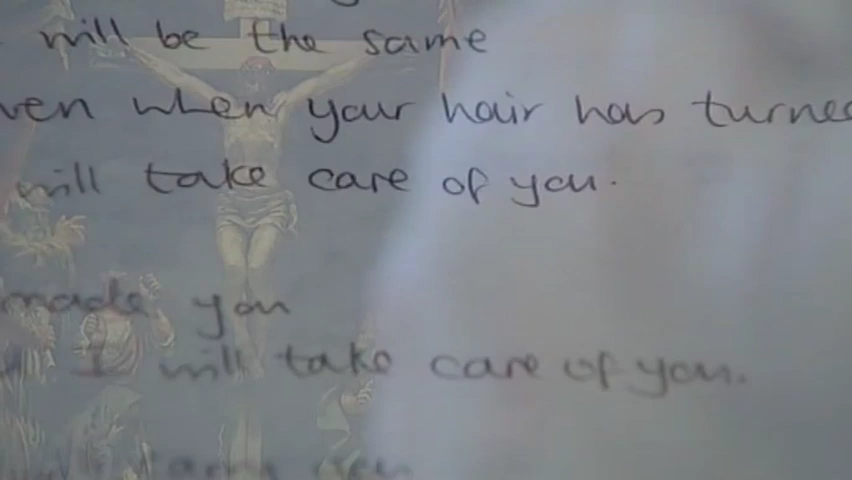 will be the same
ven when your hair has turned
will take care of you.
made you
I will take care of you.